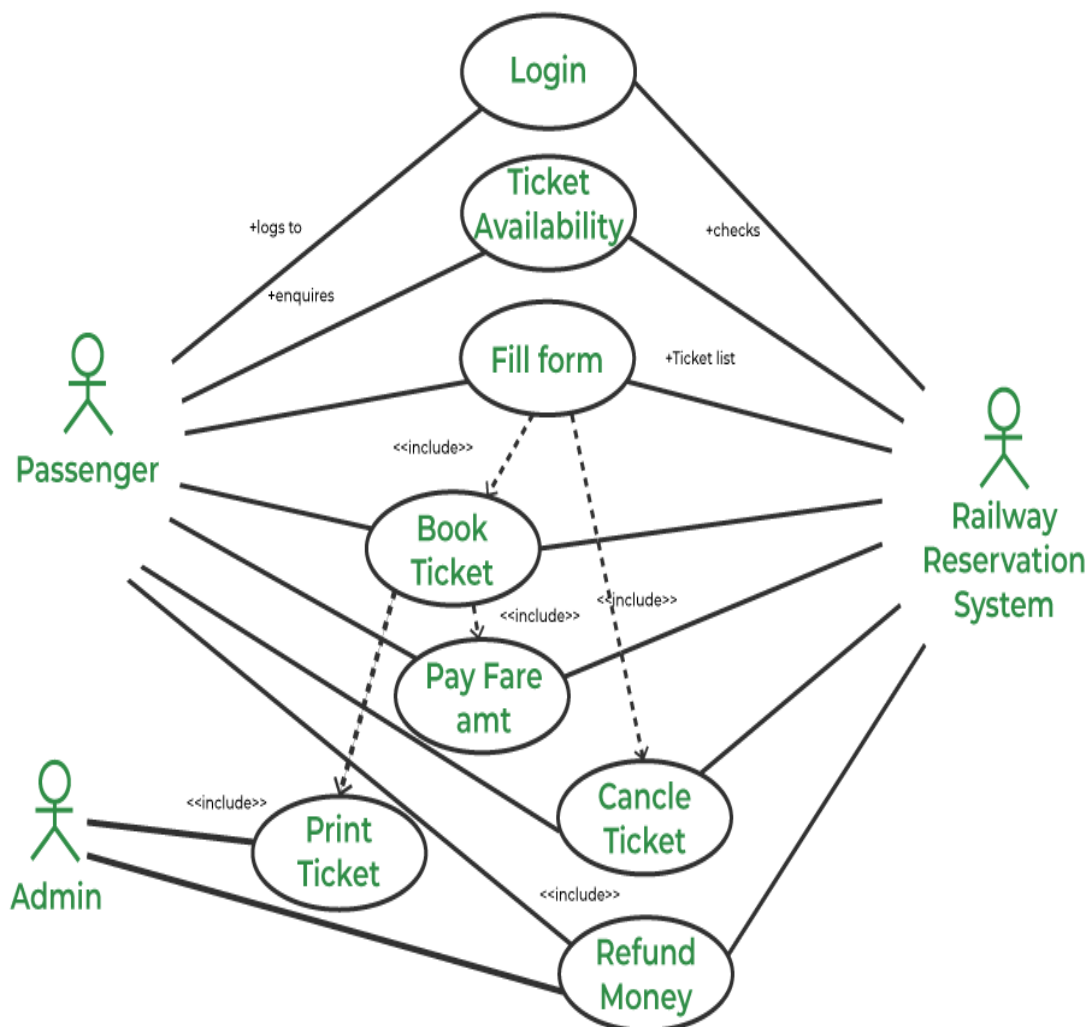 Login
Ticket
Availability
+logs to
+checks
+enquires
Fill form
+Ticket list
<<include>>
Passenger
Book
Ticket
Railway
Reservation
System
<<include>>
<<include>>
Pay Fare
amt
<<include>>
Cancle
Ticket
Print
Ticket
Admin
<<include>>
Refund
Money